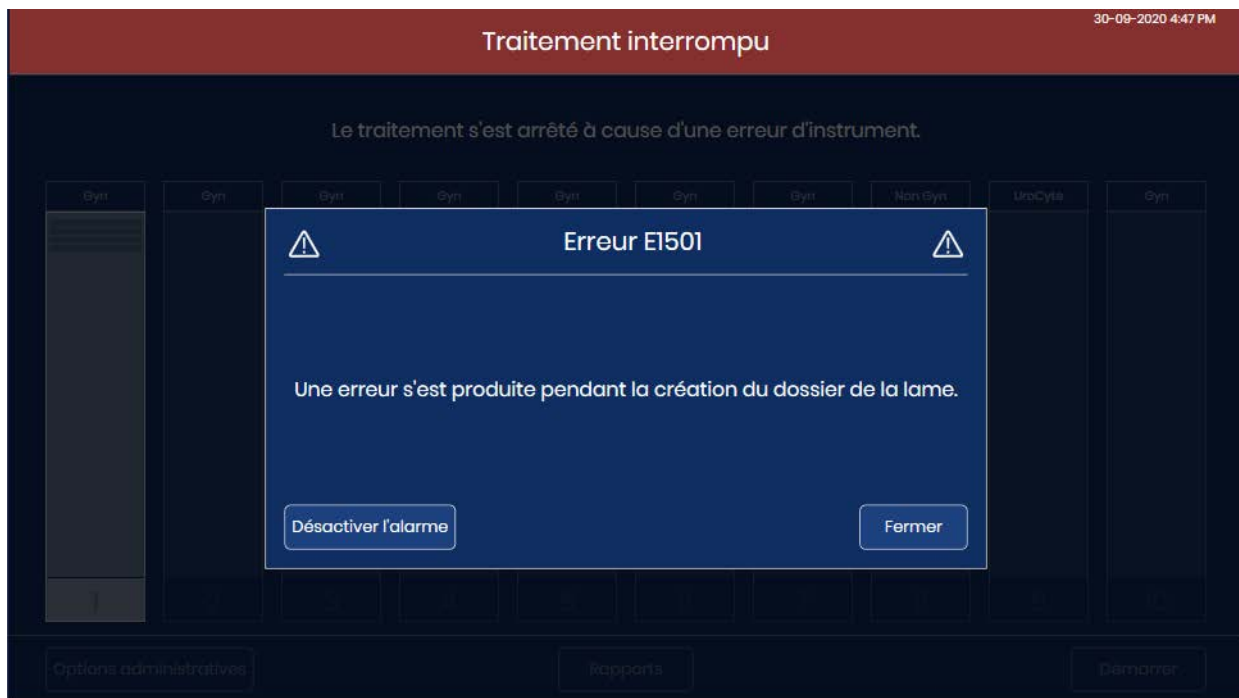 30-09-2020 4:47 PM
Traitement interrompu
Le traitement s'est arrêté à cause d'une erreur d'instrument.
Gyn Gyn Gyn Gyn Gyn Gyn Gyn Non Gyn UroCyte Gyn
Erreur E1501
Une erreur s'est produite pendant la création du dossier de la lame.
Désactiver l'alarme Fermer
1
Options administratives Rapports Démarrer